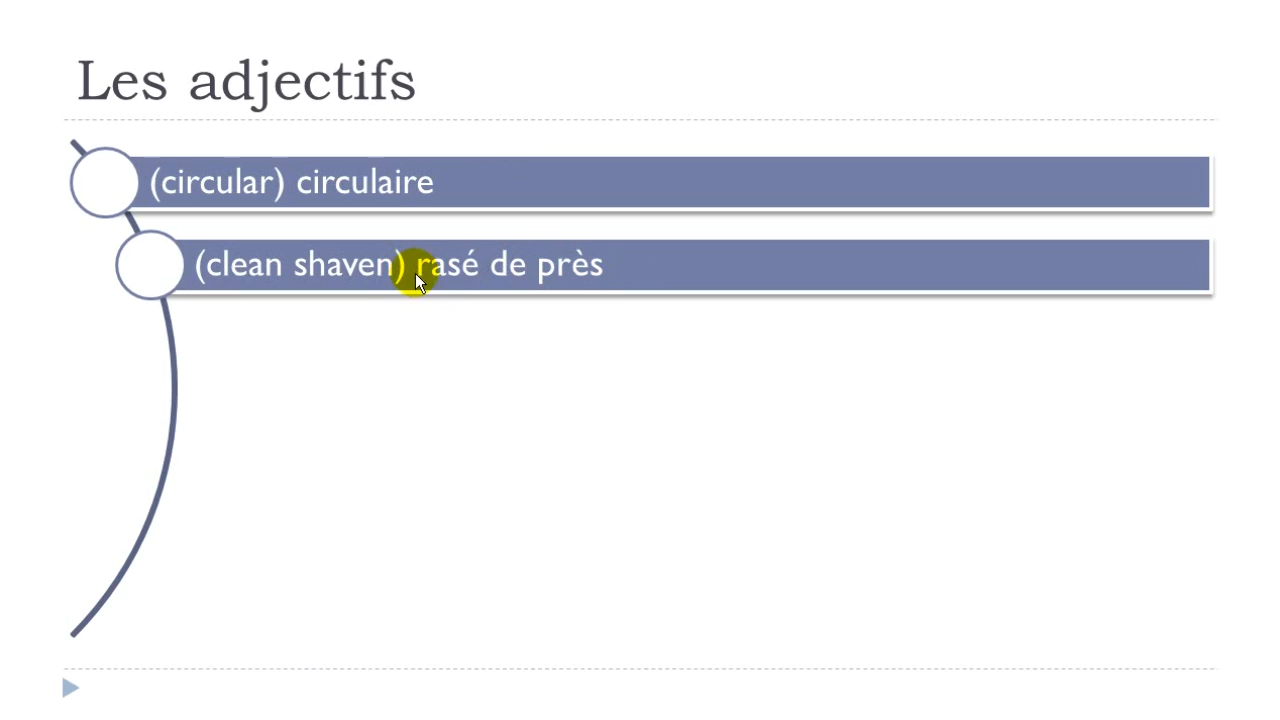 Les adjectifs
(circular) circulaire
(clean shaven) rasé de près